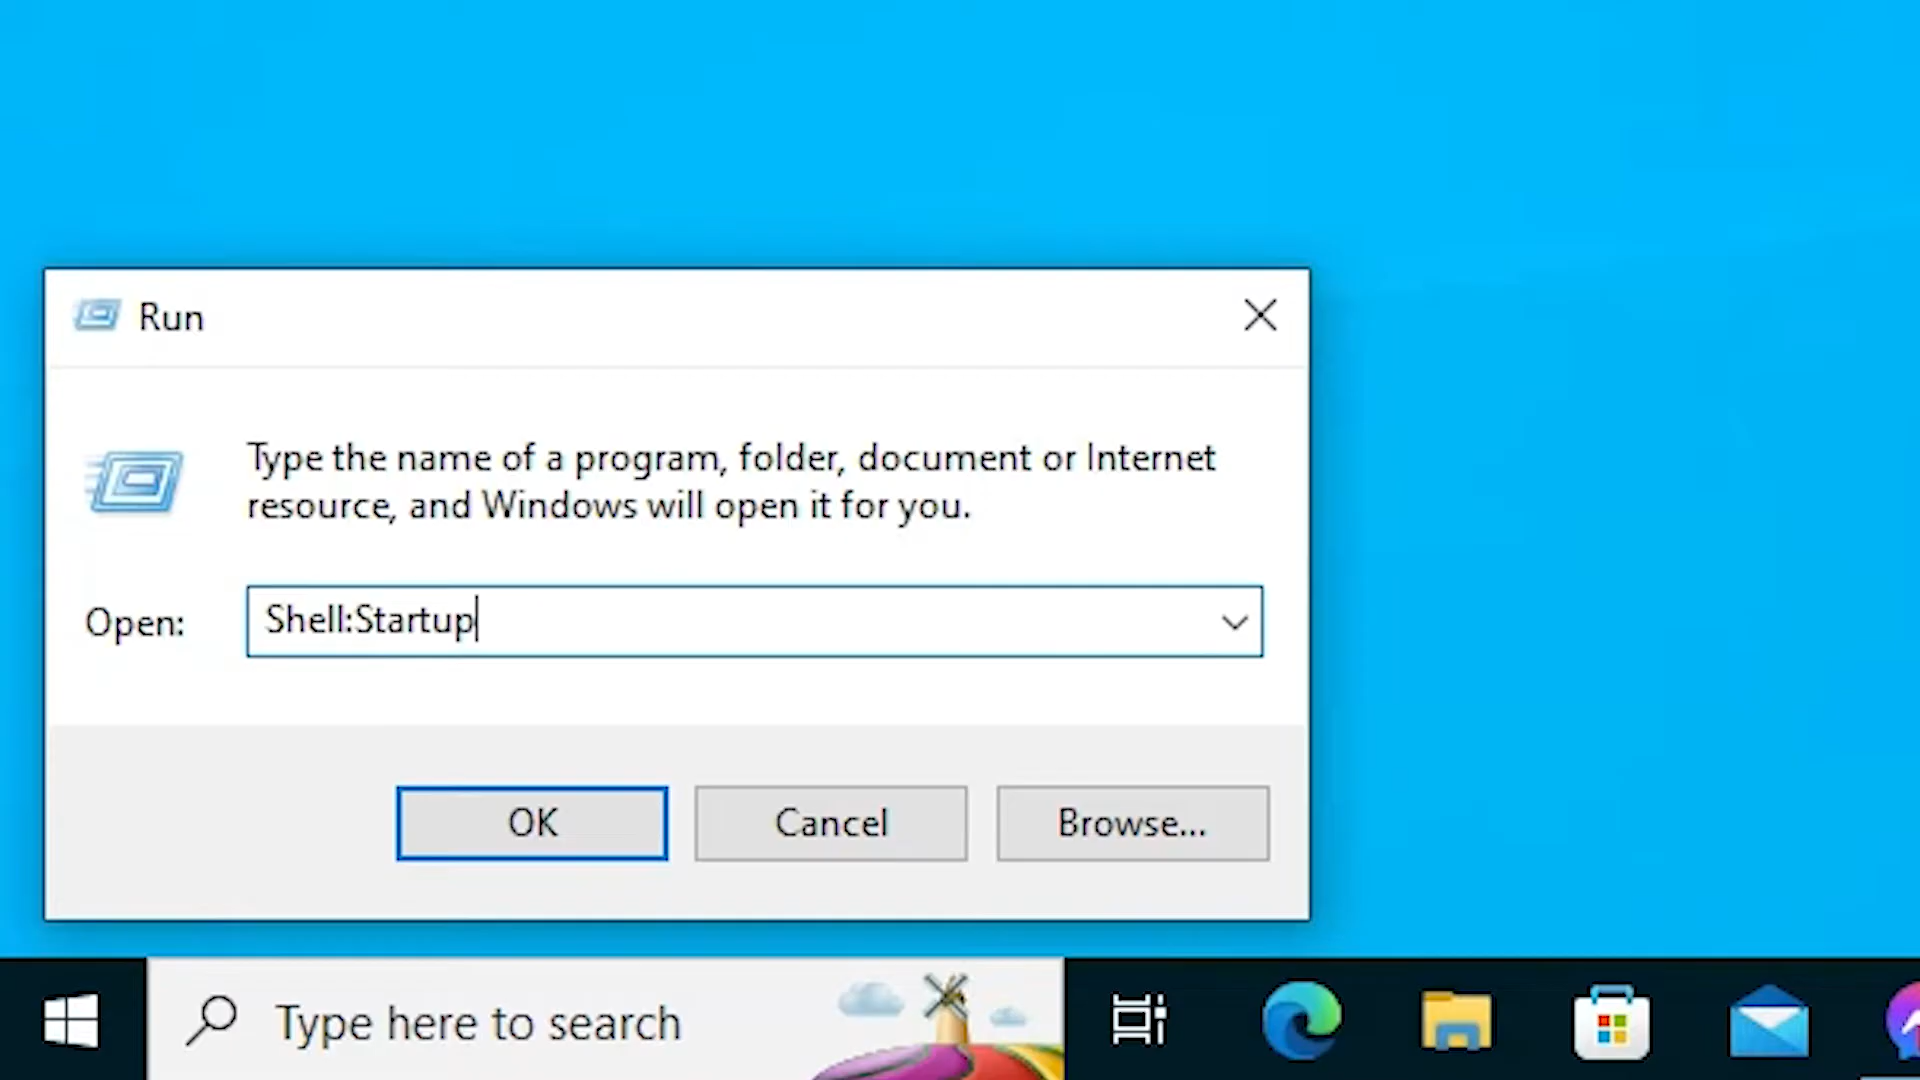 Run
Type the name of a program, folder, document or Internet
resource, and Windows will open it for you.
Open:
Shell:Startup
OK
Cancel
Browse...
Type here to search